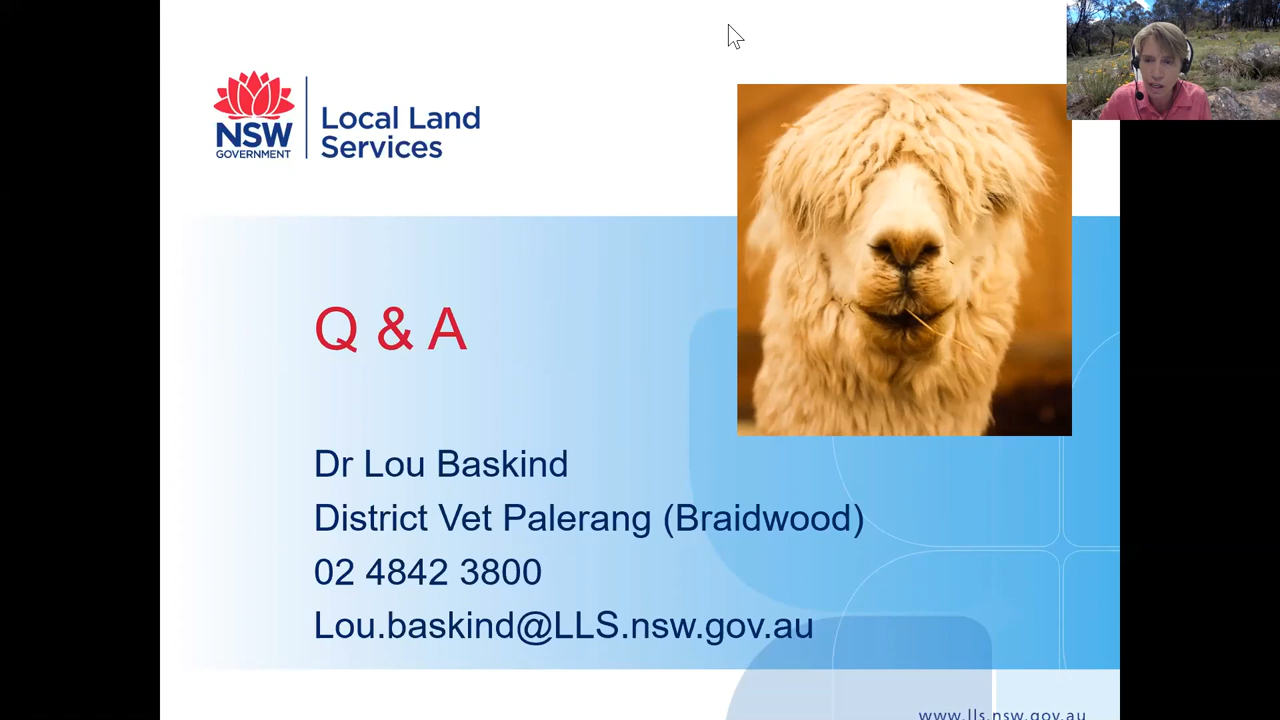 NSW
GOVERNMENT
Local Land
Services
Q & A
Dr Lou Baskind
District Vet Palerang (Braidwood)
02 4842 3800
Lou.baskind@LLS.nsw.gov.au
www.lls.nsw.gov.au